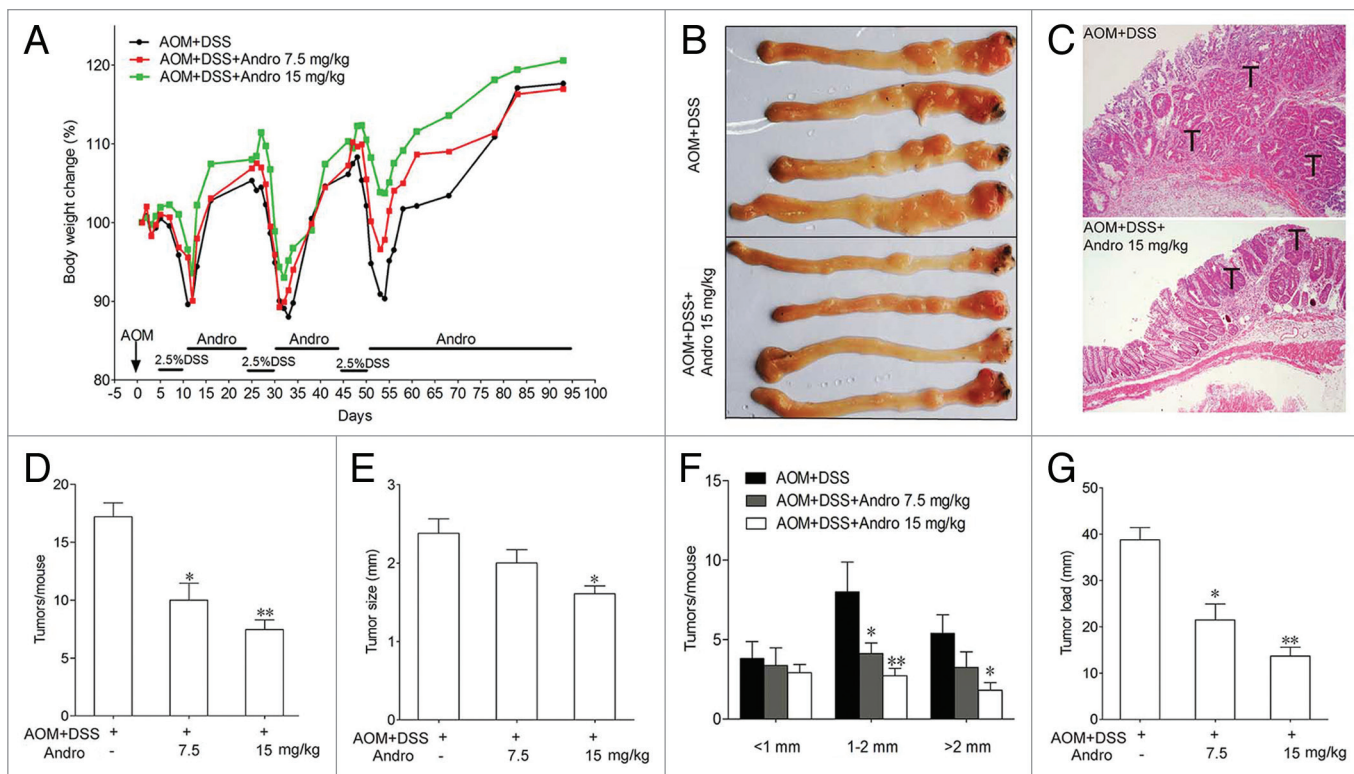 A
AOM+DSS
AOM+DSS+Andro 7.5 mg/kg
AOM+DSS+Andro 15 mg/kg
Body weight change (%)
120
110
100
90
80
AOM
Andro
Andro
Andro
2.5%DSS
2.5%DSS
2.5%DSS
-5 0 5 10 15 20 25 30 35 40 45 50 55 60 65 70 75 80 85 90 95 100
Days
B
AOM+DSS
AOM+DSS+
Andro 15 mg/kg
C
AOM+DSS
T
T
T
AOM+DSS+
Andro 15 mg/kg
T
T
D
Tumors/mouse
20
15
10
5
0
*
**
AOM+DSS + + +
Andro - 7.5 15 mg/kg
E
Tumor size (mm)
3
2
1
0
*
AOM+DSS + + +
Andro - 7.5 15 mg/kg
F
AOM+DSS
AOM+DSS+Andro 7.5 mg/kg
AOM+DSS+Andro 15 mg/kg
Tumors/mouse
15
10
5
0
*
**
*
<1 mm 1-2 mm >2 mm
G
Tumor load (mm)
50
40
30
20
10
0
*
**
AOM+DSS + + +
Andro - 7.5 15 mg/kg